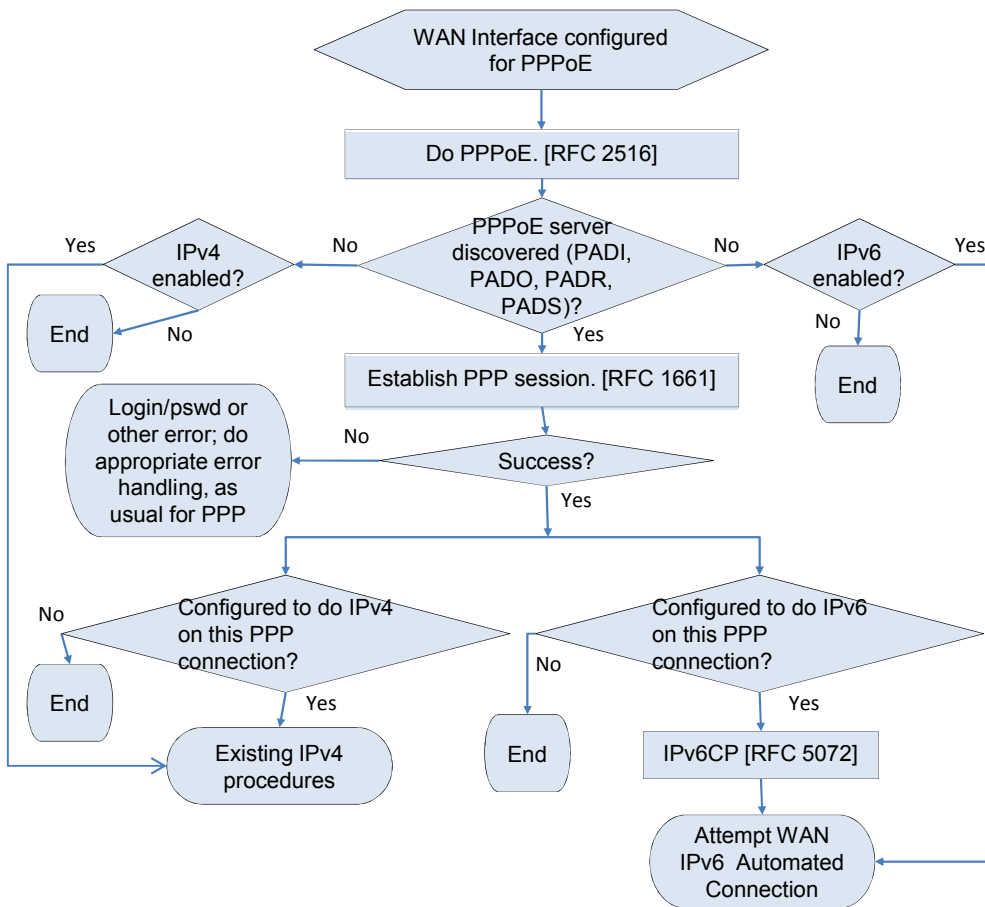 WAN Interface configured
for PPPoE
Do PPPoE. [RFC 2516]
PPPoE server
discovered (PADI,
PADO, PADR,
PADS)?
No
No
Yes
IPv4
enabled?
Yes
No
End
IPv6
enabled?
Yes
No
End
Establish PPP session. [RFC 1661]
Success?
No
Yes
Login/pswd or
other error; do
appropriate error
handling, as
usual for PPP
Configured to do IPv4
on this PPP
connection?
No
End
Yes
Existing IPv4
procedures
Configured to do IPv6
on this PPP
connection?
No
End
Yes
IPv6CP [RFC 5072]
Attempt WAN
IPv6 Automated
Connection